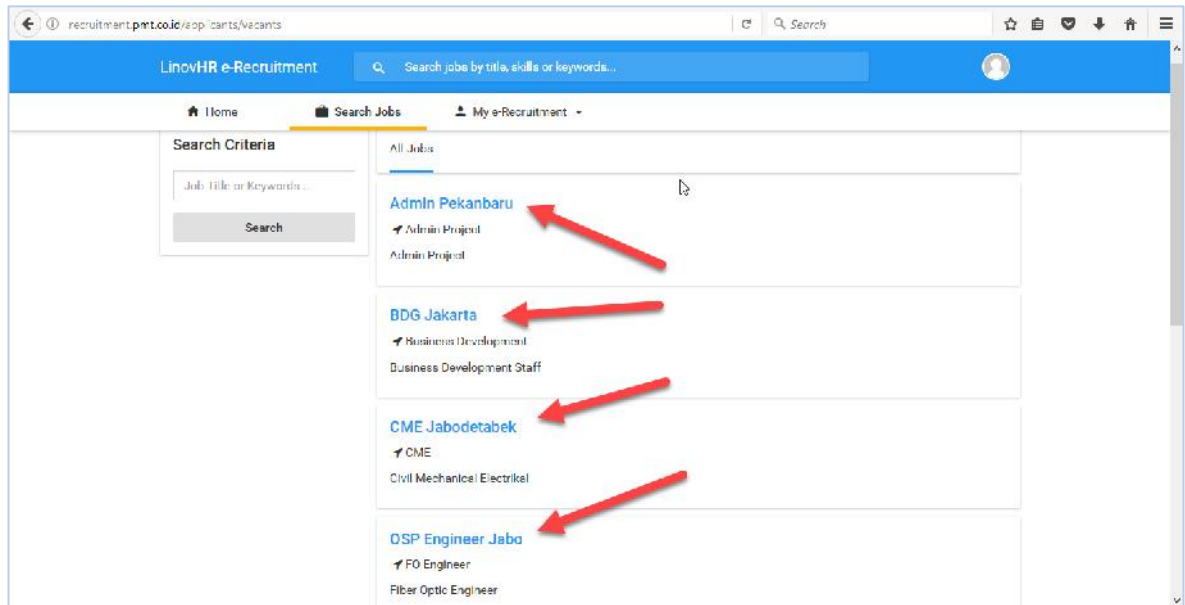 recruitment.pmt.co.id/applicants/vacants
Search
LinovHR e-Recruitment
Search jobs by title, skills or keywords...
Home
Search Jobs
My e-Recruitment
Search Criteria
Job Title or Keywords...
Search
All Jobs
Admin Pekanbaru
Admin Project
Admin Project
BDG Jakarta
Business Development
Business Development Staff
CME Jabodetabek
CME
Civil Mechanical Electrikal
OSP Engineer Jabo
FO Engineer
Fiber Optic Engineer